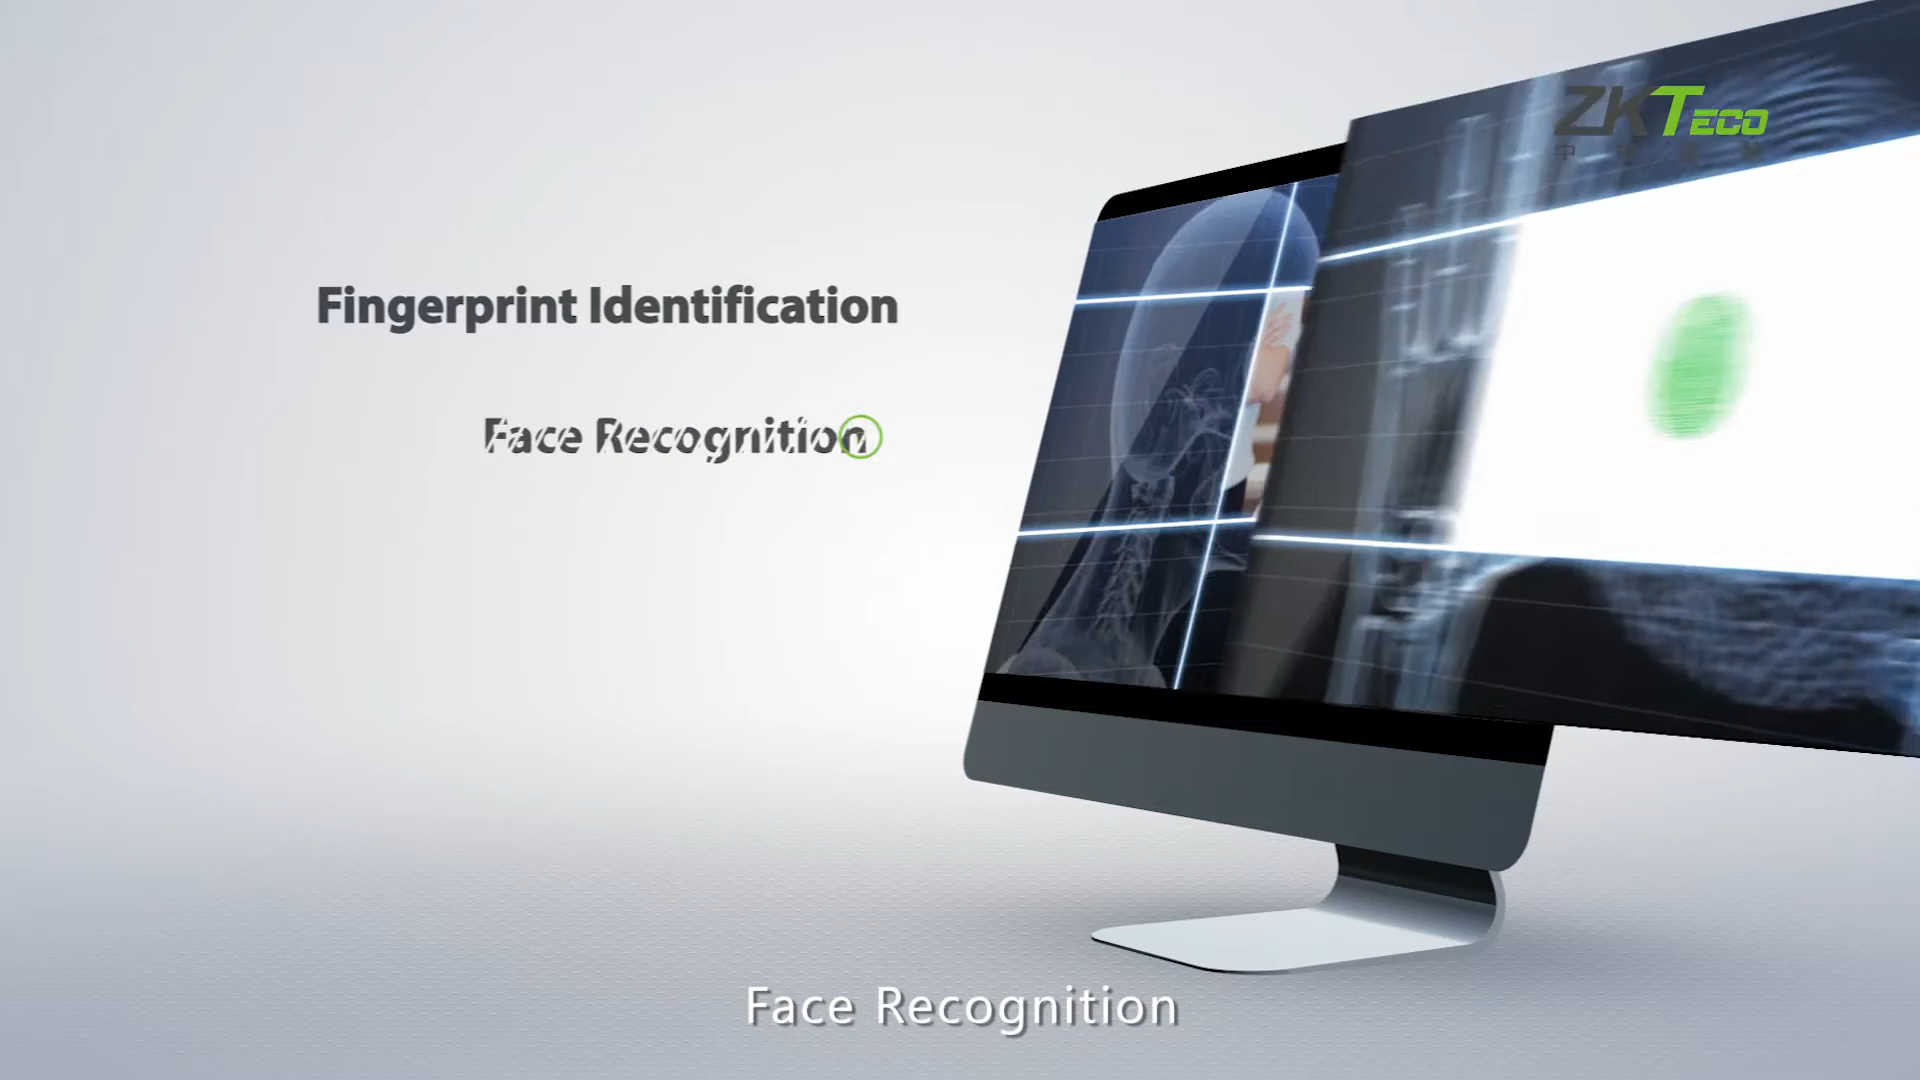 ZKTeco
Fingerprint Identification
Face Recognition
Face Recognition